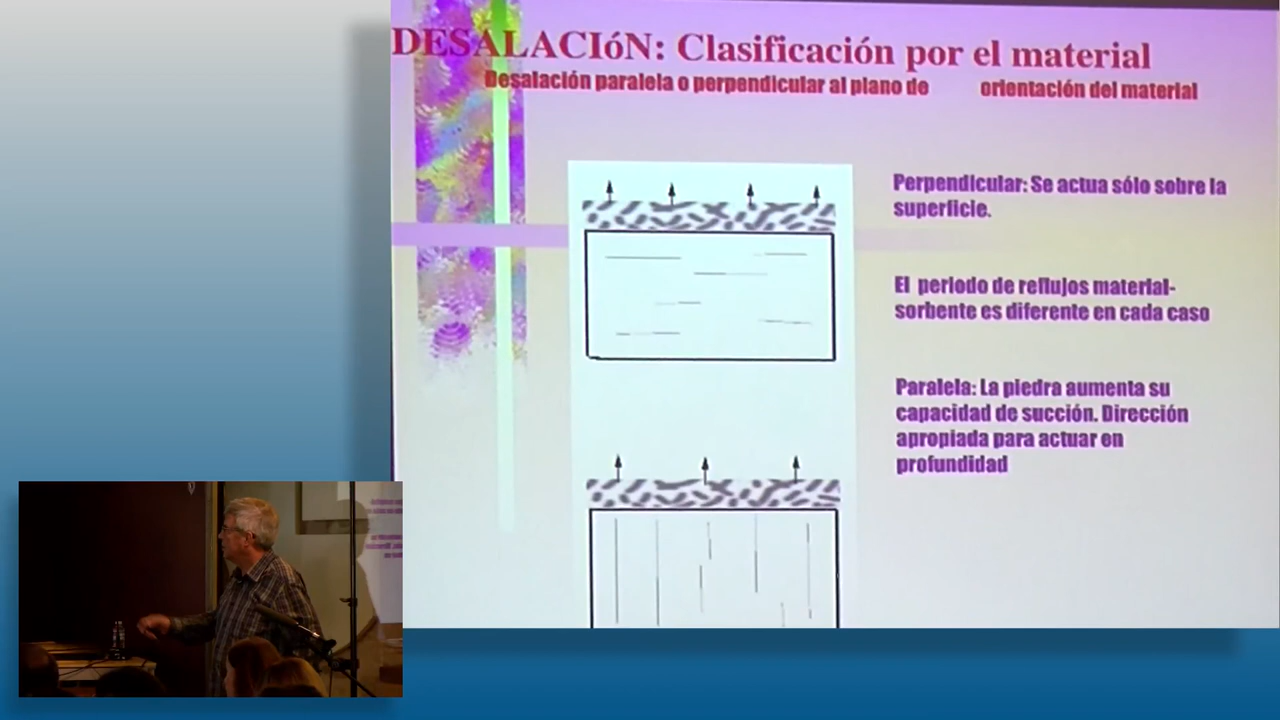 DESALACIóN: Clasificación por el material
Desalación paralela o perpendicular al plano de orientación del material
Perpendicular: Se actua sólo sobre la
superficie.
El periodo de reflujos material-
sorbente es diferente en cada caso
Paralela: La piedra aumenta su
capacidad de succión. Dirección
apropiada para actuar en
profundidad